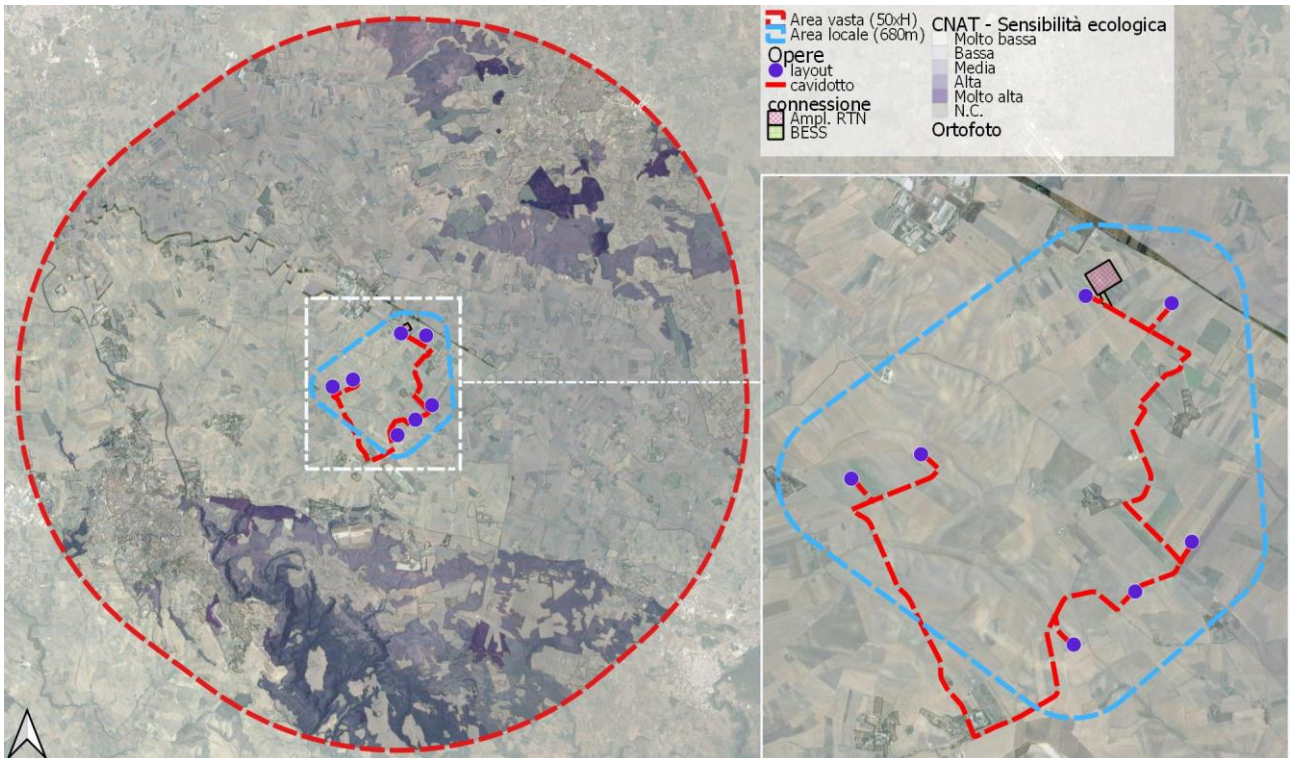 Area vasta (50xH)
Area locale (680m)
Opere
layout
cavidotto
connessione
Ampl. RTN
BESS
CNAT - Sensibilità ecologica
Molto bassa
Bassa
Media
Alta
Molto alta
N.C.
Ortofoto